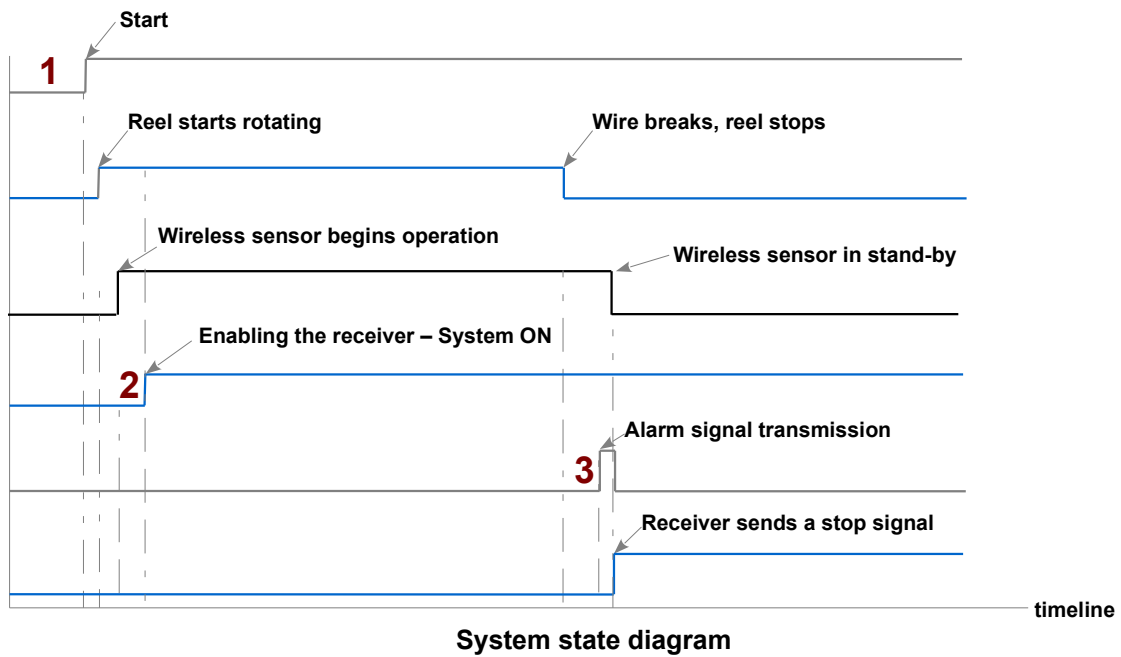 Start
1
Reel starts rotating
Wire breaks, reel stops
Wireless sensor begins operation
Wireless sensor in stand-by
Enabling the receiver – System ON
2
Alarm signal transmission
3
Receiver sends a stop signal
timeline
System state diagram